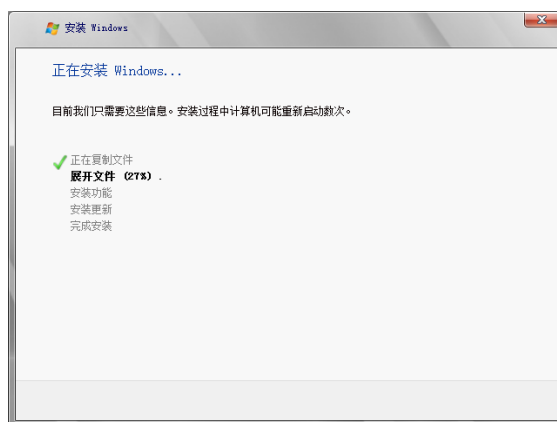 安装 Windows
正在安装 Windows...
目前我们只需要这些信息。安装过程中计算机可能重新启动数次。
正在复制文件
展开文件 (27%) .
安装功能
安装更新
完成安装